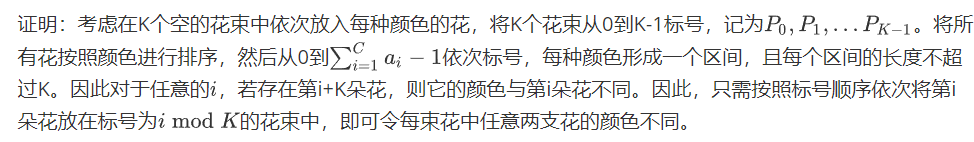 证明：考虑在K个空的花束中依次放入每种颜色的花，将K个花束从0到K-1标号，记为$P_0, P_1, \ldots P_{K-1}$。将所
有花按照颜色进行排序，然后从0到$\sum_{i=1}^{C} a_i - 1$依次标号，每种颜色形成一个区间，且每个区间的长度不超
过K。因此对于任意的$i$，若存在第i+K朵花，则它的颜色与第i朵花不同。因此，只需按照标号顺序依次将第i
朵花放在标号为$i \bmod K$的花束中，即可令每束花中任意两支花的颜色不同。